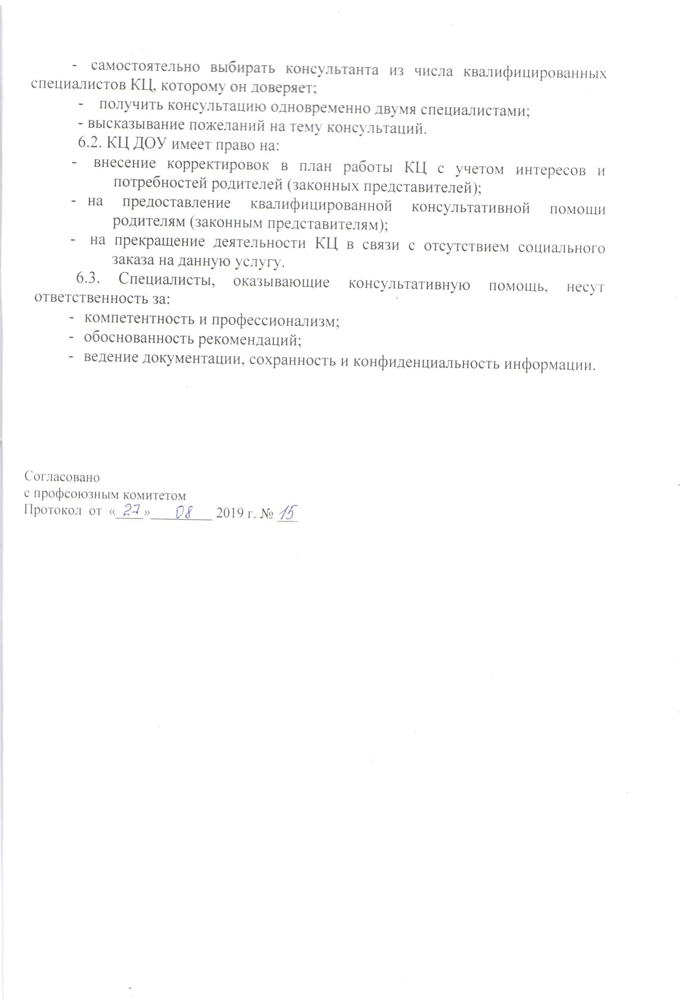 - самостоятельно выбирать консультанта из числа квалифицированных
специалистов КЦ, которому он доверяет;
- получить консультацию одновременно двумя специалистами;
- высказывание пожеланий на тему консультаций.
6.2. КЦ ДОУ имеет право на:
- внесение корректировок в план работы КЦ с учетом интересов и
потребностей родителей (законных представителей);
- на предоставление квалифицированной консультативной помощи
родителям (законным представителям);
- на прекращение деятельности КЦ в связи с отсутствием социального
заказа на данную услугу.
6.3. Специалисты, оказывающие консультативную помощь, несут
ответственность за:
- компетентность и профессионализм;
- обоснованность рекомендаций;
- ведение документации, сохранность и конфиденциальность информации.
Согласовано
с профсоюзным комитетом
Протокол от «27» 08 2019 г. № 15